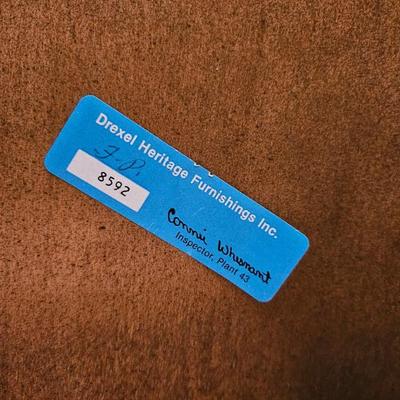 Drexel Heritage Furnishings Inc.
F.P.
8592
Connie Whisnant
Inspector, Plant 43